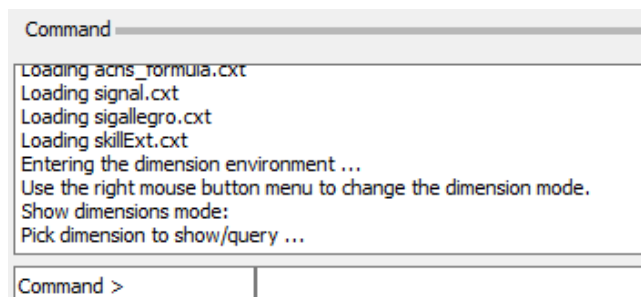 Command
Loading achs_formula.cxt
Loading signal.cxt
Loading sigallegro.cxt
Loading skillExt.cxt
Entering the dimension environment ...
Use the right mouse button menu to change the dimension mode.
Show dimensions mode:
Pick dimension to show/query ...
Command >